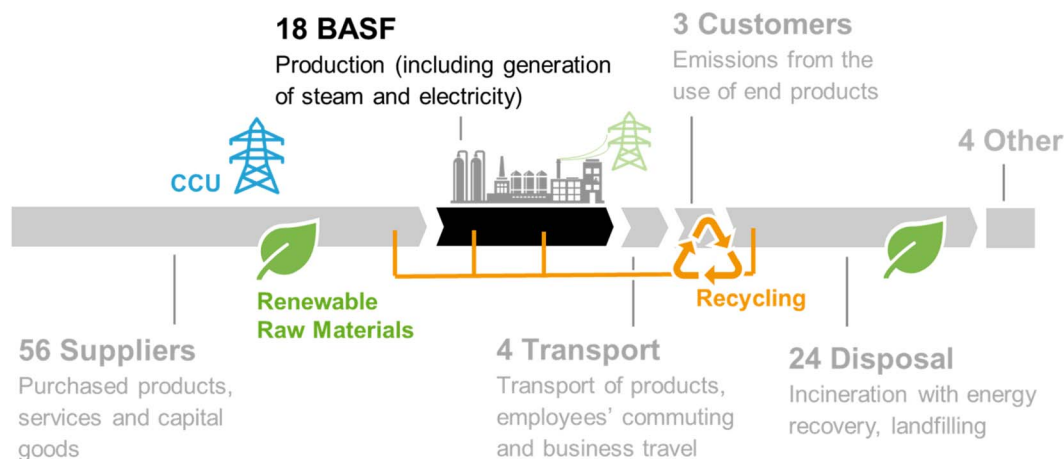 18 BASF
Production (including generation
of steam and electricity)
3 Customers
Emissions from the
use of end products
4 Other
CCU
Renewable
Raw Materials
Recycling
56 Suppliers
Purchased products,
services and capital
goods
4 Transport
Transport of products,
employees’ commuting
and business travel
24 Disposal
Incineration with energy
recovery, landfilling